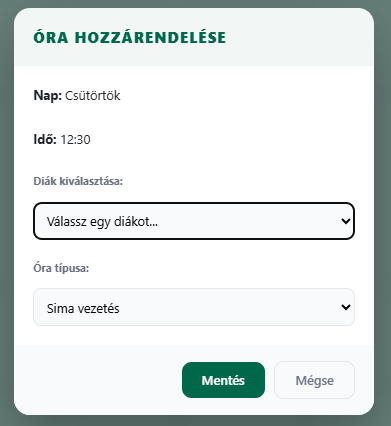 ÓRA HOZZÁRENDELÉSE
Nap: Csütörtök
Idő: 12:30
Diák kiválasztása:
Válassz egy diákot...
Óra típusa:
Sima vezetés
Mentés
Mégse